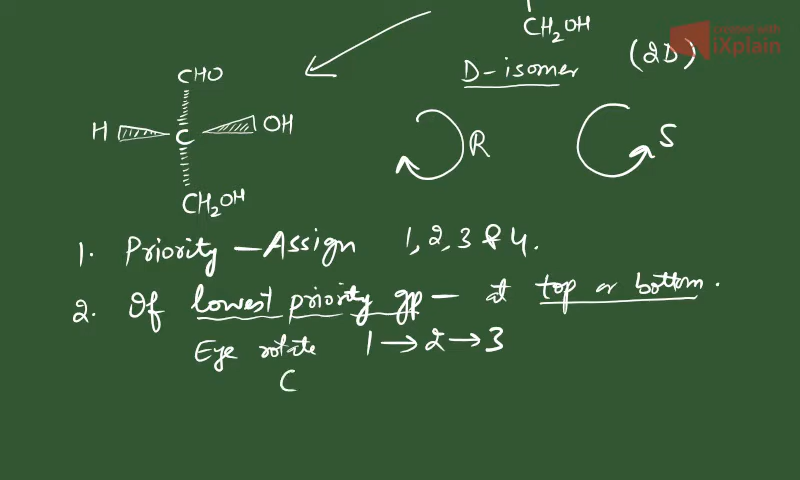 CH₂OH
created with
iXplain
(2D)
D-isomer
CHO
H C OH
R S
CH₂OH
1. Priority - Assign 1, 2, 3 & 4.
2. If lowest priority gp - at top or bottom.
Eye rotate 1 → 2 → 3
C